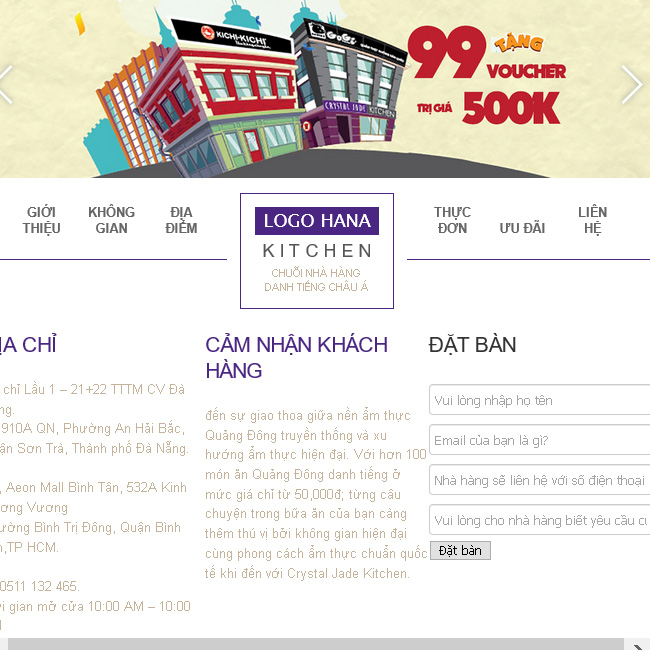 KICHI-KICHI
GoGi
CRYSTAL JADE KITCHEN
99 TẶNG
VOUCHER
TRỊ GIÁ 500K
GIỚI THIỆU
KHÔNG GIAN
ĐỊA ĐIỂM
LOGO HANA
KITCHEN
CHUỖI NHÀ HÀNG
DANH TIẾNG CHÂU Á
THỰC ĐƠN
ƯU ĐÃI
LIÊN HỆ
ỊA CHỈ
chỉ Lầu 1 – 21+22 TTTM CV Đà
ng.
910A QN, Phường An Hải Bắc,
ận Sơn Trà, Thành phố Đà Nẵng.
, Aeon Mall Bình Tân, 532A Kinh
ơng Vương
ường Bình Trị Đông, Quận Bình
n,TP HCM.
0511 132 465.
ời gian mở cửa 10:00 AM – 10:00
CẢM NHẬN KHÁCH
HÀNG
đến sự giao thoa giữa nền ẩm thực
Quảng Đông truyền thống và xu
hướng ẩm thực hiện đại. Với hơn 100
món ăn Quảng Đông danh tiếng ở
mức giá chỉ từ 50,000đ; từng câu
chuyện trong bữa ăn của bạn càng
thêm thú vị bởi không gian hiện đại
cùng phong cách ẩm thực chuẩn quốc
tế khi đến với Crystal Jade Kitchen.
ĐẶT BÀN
Vui lòng nhập họ tên
Email của bạn là gì?
Nhà hàng sẽ liên hệ với số điện thoại
Vui lòng cho nhà hàng biết yêu cầu cụ
Đặt bàn